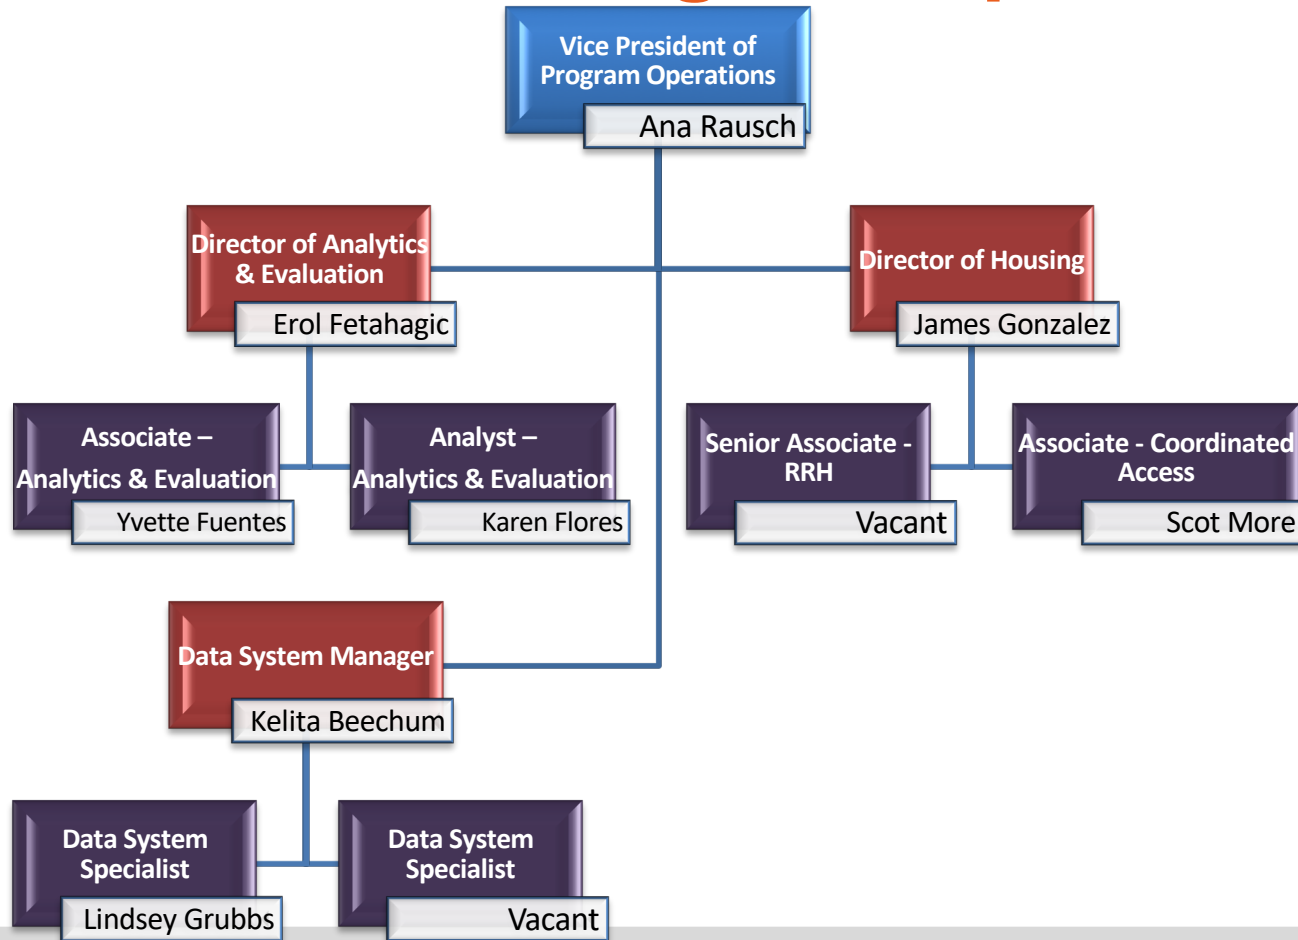 Vice President of
Program Operations
Ana Rausch
Director of Analytics
& Evaluation
Erol Fetahagic
Director of Housing
James Gonzalez
Associate –
Analytics & Evaluation
Yvette Fuentes
Analyst –
Analytics & Evaluation
Karen Flores
Senior Associate -
RRH
Vacant
Associate - Coordinated
Access
Scot More
Data System Manager
Kelita Beechum
Data System
Specialist
Lindsey Grubbs
Data System
Specialist
Vacant